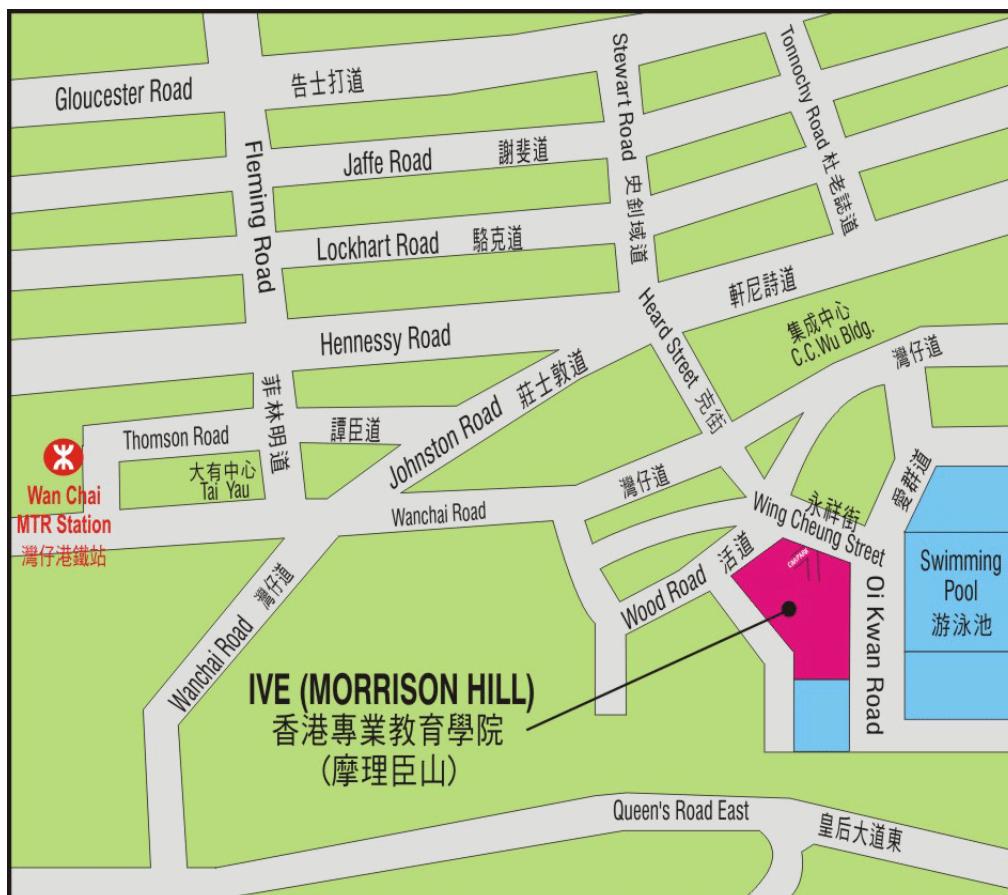 Gloucester Road
告士打道
Stewart Road 史釗域道
Tonnochy Road 杜老誌道
Fleming Road
菲林明道
Jaffe Road
謝斐道
Lockhart Road
駱克道
Hennessy Road
軒尼詩道
Heard Street 克街
集成中心
C.C.Wu Bldg.
灣仔道
Thomson Road
譚臣道
Johnston Road 莊士敦道
大有中心
Tai Yau
Wan Chai
MTR Station
灣仔港鐵站
Wanchai Road
灣仔道
愛群道
永祥街
Wing Cheung Street
CARPARK
Wood Road 活道
Oi Kwan Road
Swimming
Pool
游泳池
Wanchai Road 灣仔道
IVE (MORRISON HILL)
香港專業教育學院
(摩理臣山)
Queen's Road East
皇后大道東